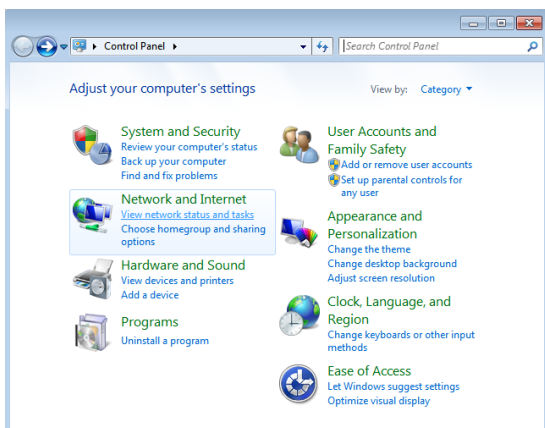 Control Panel
Search Control Panel
Adjust your computer's settings
View by: Category
System and Security
Review your computer's status
Back up your computer
Find and fix problems
Network and Internet
View network status and tasks
Choose homegroup and sharing
options
Hardware and Sound
View devices and printers
Add a device
Programs
Uninstall a program
User Accounts and
Family Safety
Add or remove user accounts
Set up parental controls for
any user
Appearance and
Personalization
Change the theme
Change desktop background
Adjust screen resolution
Clock, Language, and
Region
Change keyboards or other input
methods
Ease of Access
Let Windows suggest settings
Optimize visual display